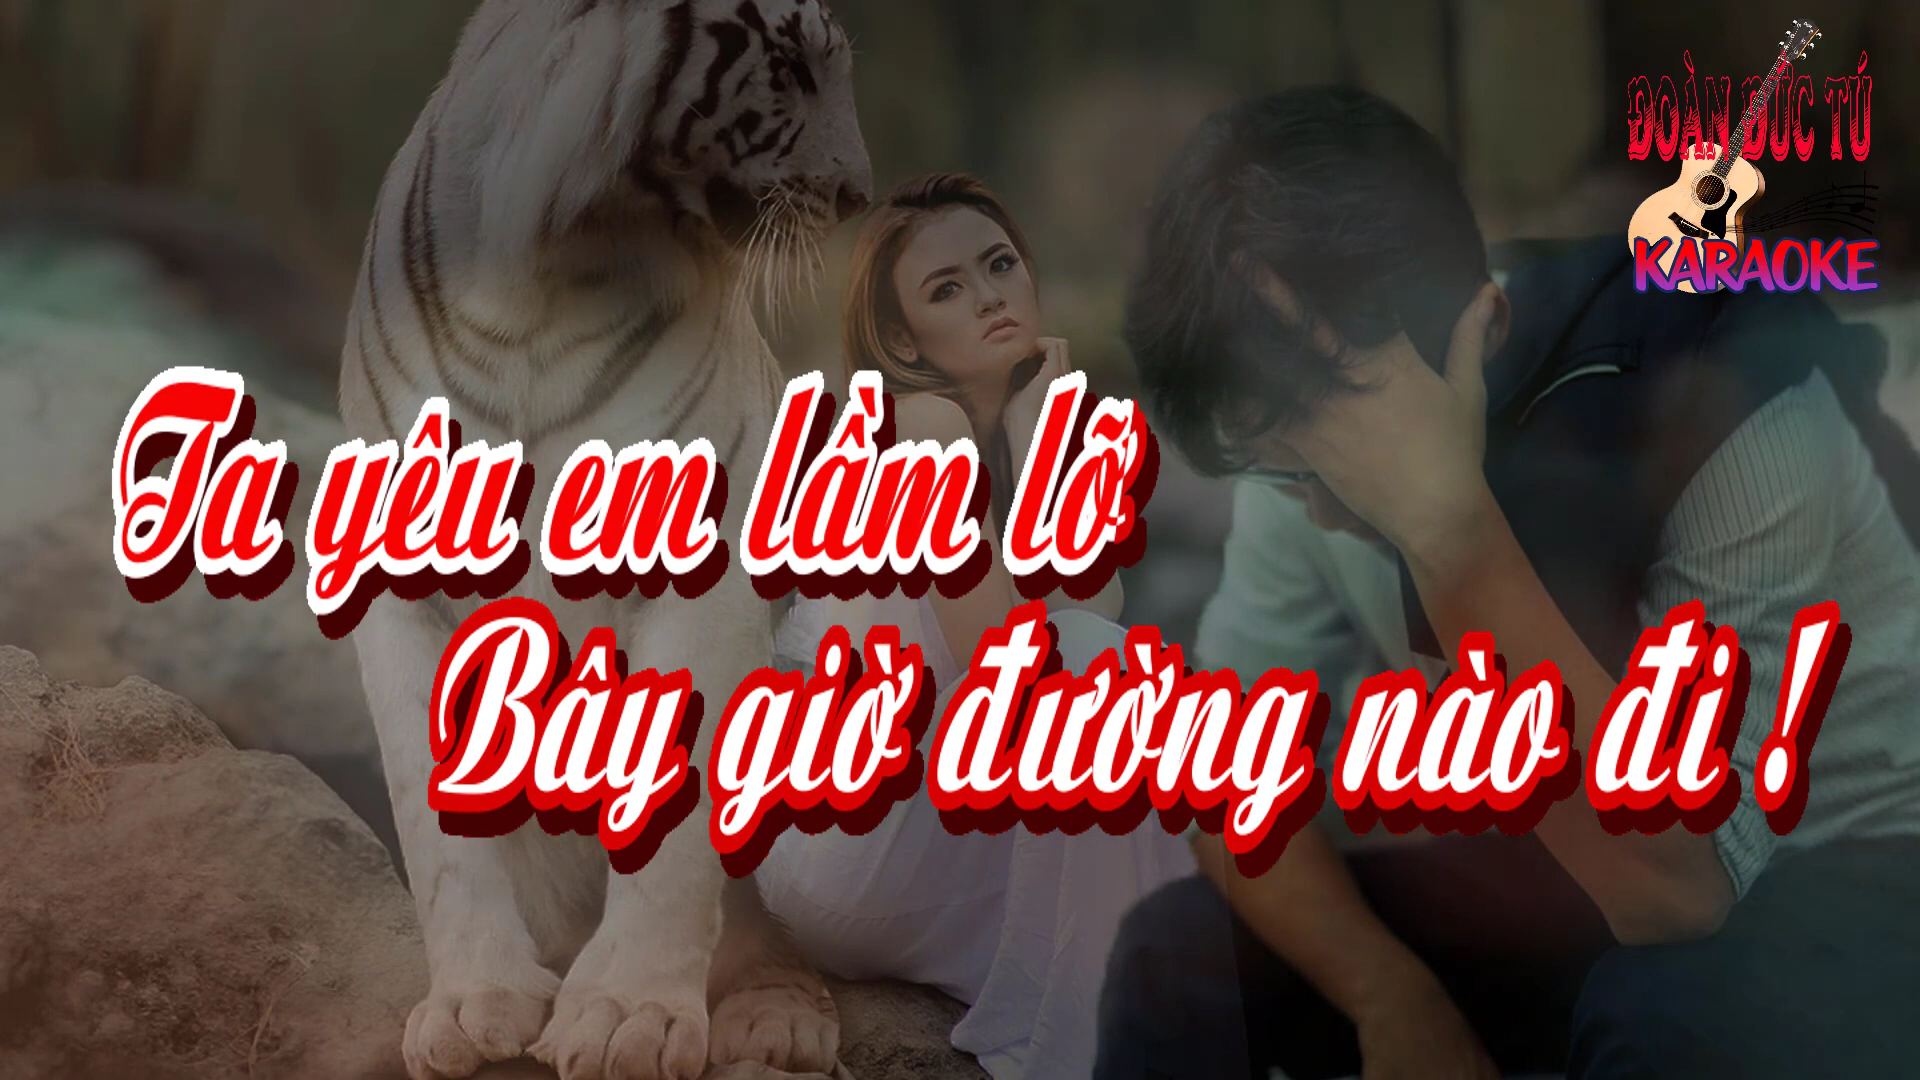 ĐOÀN ĐỨC TÚ
KARAOKE
Ta yêu em lầm lỡ
Bây giờ đường nào đi !